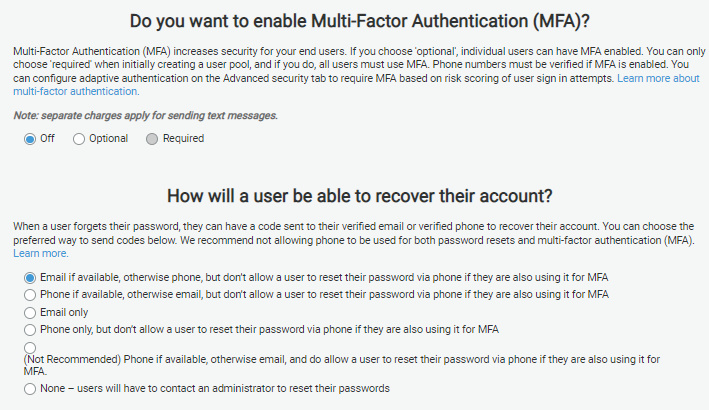 Do you want to enable Multi-Factor Authentication (MFA)?
Multi-Factor Authentication (MFA) increases security for your end users. If you choose 'optional', individual users can have MFA enabled. You can only
choose 'required' when initially creating a user pool, and if you do, all users must use MFA. Phone numbers must be verified if MFA is enabled. You
can configure adaptive authentication on the Advanced security tab to require MFA based on risk scoring of user sign in attempts. Learn more about
multi-factor authentication.
Note: separate charges apply for sending text messages.
Off Optional Required
How will a user be able to recover their account?
When a user forgets their password, they can have a code sent to their verified email or verified phone to recover their account. You can choose the
preferred way to send codes below. We recommend not allowing phone to be used for both password resets and multi-factor authentication (MFA).
Learn more.
Email if available, otherwise phone, but don't allow a user to reset their password via phone if they are also using it for MFA
Phone if available, otherwise email, but don't allow a user to reset their password via phone if they are also using it for MFA
Email only
Phone only, but don't allow a user to reset their password via phone if they are also using it for MFA
(Not Recommended) Phone if available, otherwise email, and do allow a user to reset their password via phone if they are also using it for
MFA.
None – users will have to contact an administrator to reset their passwords